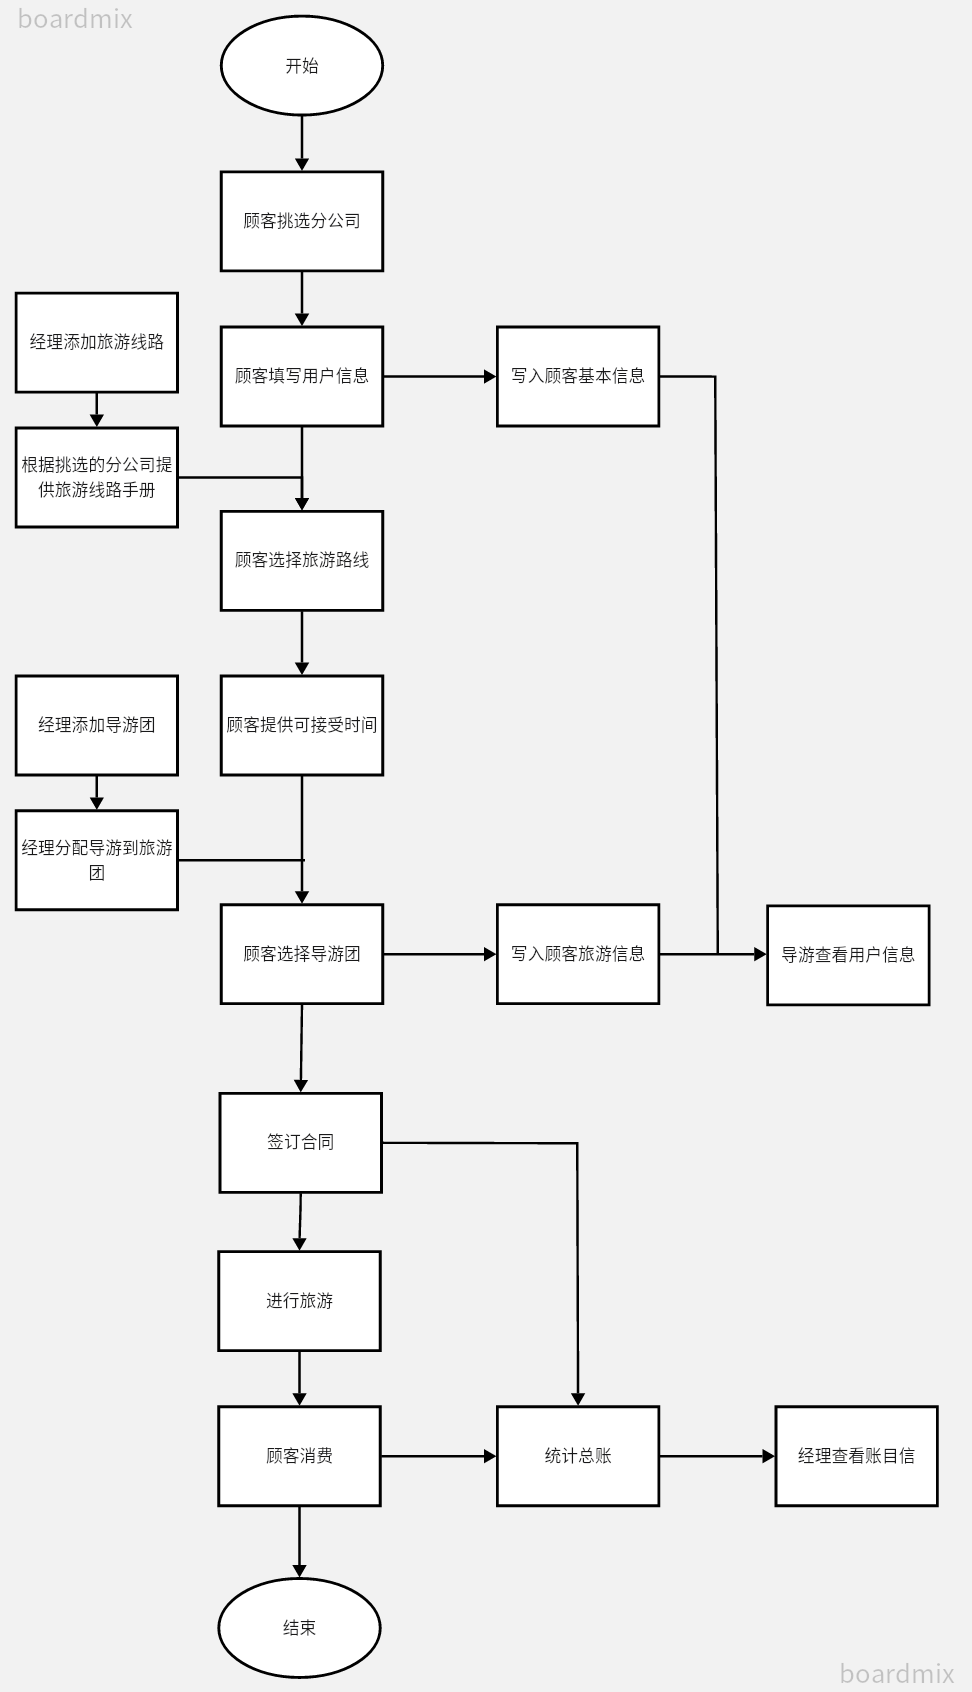 boardmix
开始
顾客挑选分公司
经理添加旅游线路
顾客填写用户信息
写入顾客基本信息
根据挑选的分公司提
供旅游线路手册
顾客选择旅游路线
经理添加导游团
顾客提供可接受时间
经理分配导游到旅游
团
顾客选择导游团
写入顾客旅游信息
导游查看用户信息
签订合同
进行旅游
顾客消费
统计总账
经理查看账目信
结束
boardmix